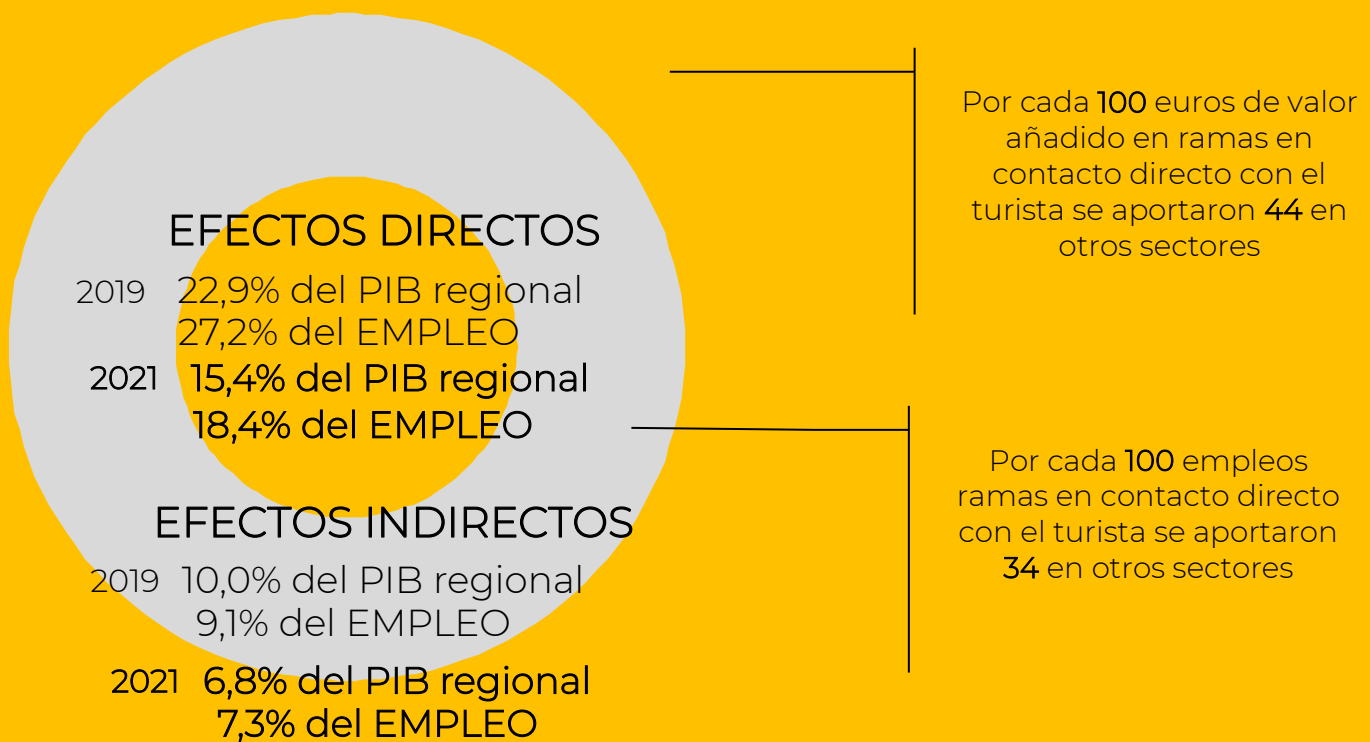 EFECTOS DIRECTOS
2019 22,9% del PIB regional
27,2% del EMPLEO
2021 15,4% del PIB regional
18,4% del EMPLEO
EFECTOS INDIRECTOS
2019 10,0% del PIB regional
9,1% del EMPLEO
2021 6,8% del PIB regional
7,3% del EMPLEO
Por cada 100 euros de valor
añadido en ramas en
contacto directo con el
turista se aportaron 44 en
otros sectores
Por cada 100 empleos
ramas en contacto directo
con el turista se aportaron
34 en otros sectores